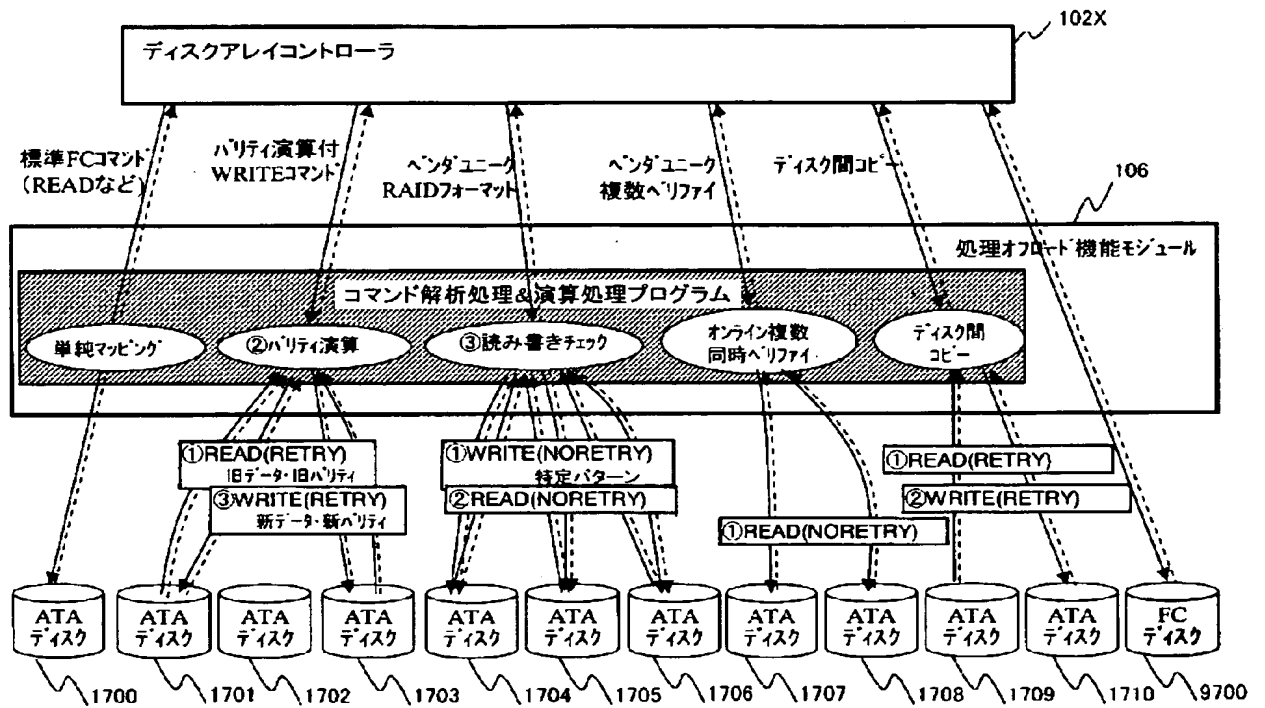 102X
ディスクアレイコントローラ
標準FCコマンド
(READなど)
パリティ演算付
WRITEコマンド
ベンダユニーク
RAIDフォーマット
ベンダユニーク
複数ベリファイ
ディスク間コピー
106
処理オフロード機能モジュール
コマンド解析処理&演算処理プログラム
単純マッピング
②パリティ演算
③読み書きチェック
オンライン複数
同時ベリファイ
ディスク間
コピー
①READ(RETRY)
旧データ・旧パリティ
③WRITE(RETRY)
新データ・新パリティ
①WRITE(NORETRY)
特定パターン
②READ(NORETRY)
①READ(NORETRY)
①READ(RETRY)
②WRITE(RETRY)
ATA
ディスク
ATA
ディスク
ATA
ディスク
ATA
ディスク
ATA
ディスク
ATA
ディスク
ATA
ディスク
ATA
ディスク
ATA
ディスク
ATA
ディスク
ATA
ディスク
FC
ディスク
1700
1701
1702
1703
1704
1705
1706
1707
1708
1709
1710
9700